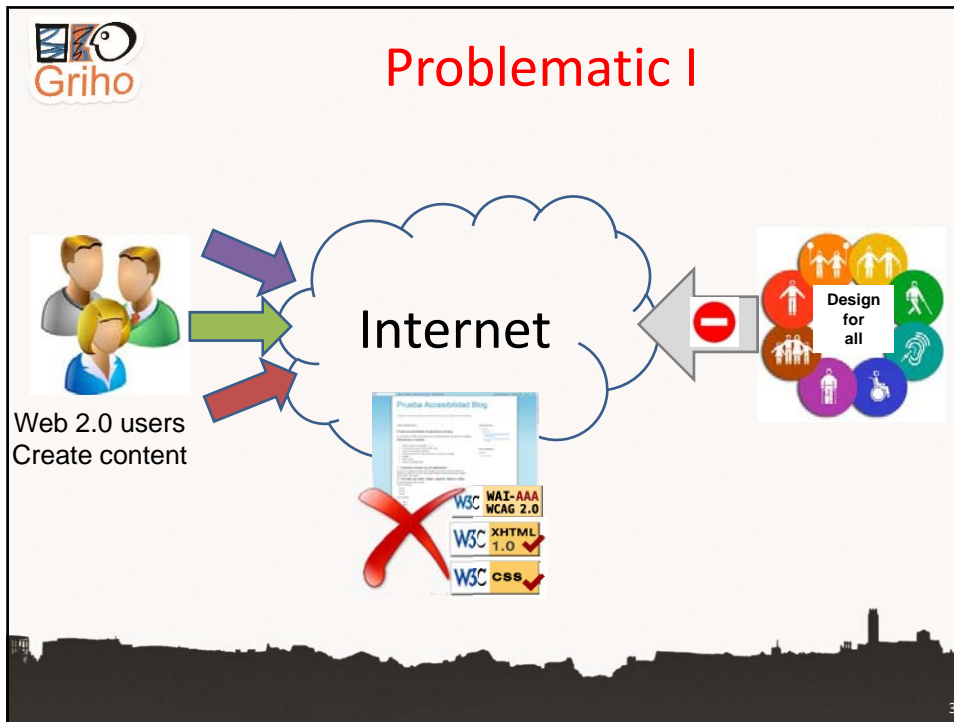 Griho
Problematic I
Internet
Design
for
all
Web 2.0 users
Create content
Prueba Accesibilidad Blog
W3C WAI-AAA
WCAG 2.0
W3C XHTML
1.0
W3C css
3